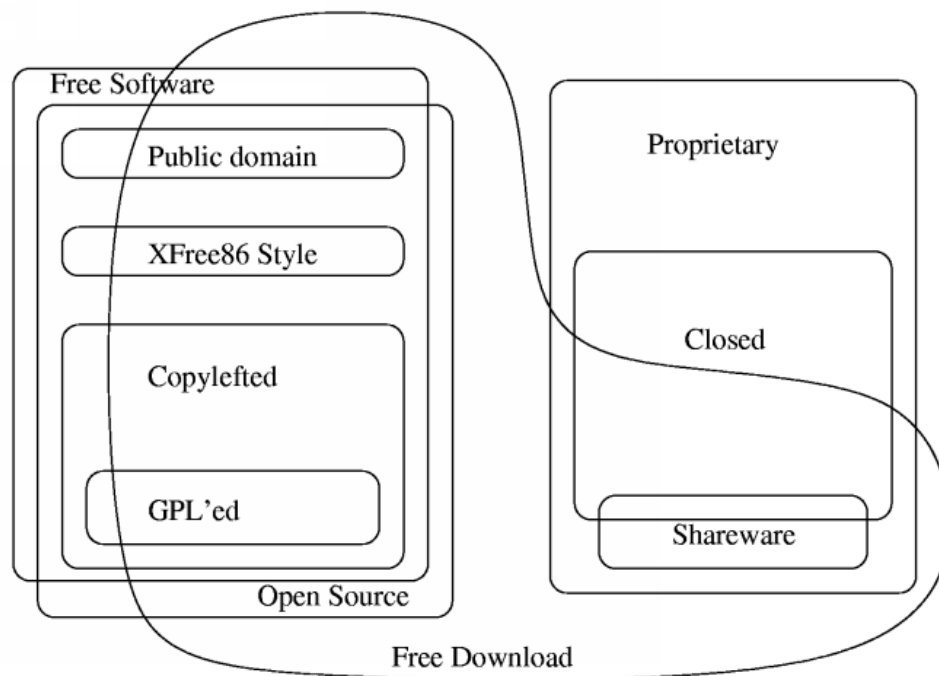 Free Software
Public domain
XFree86 Style
Copylefted
GPL'ed
Open Source
Proprietary
Closed
Shareware
Free Download